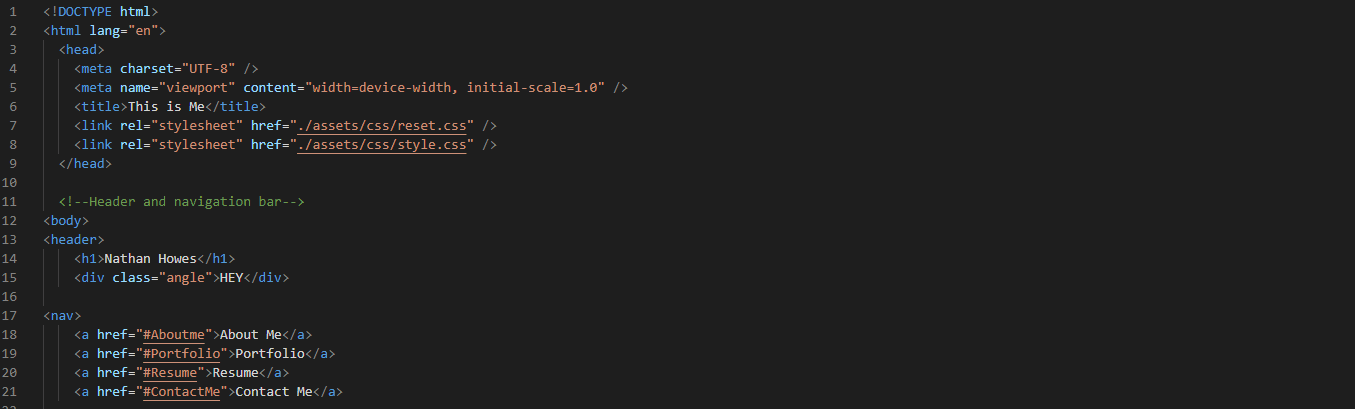 1 <!DOCTYPE html>
2 <html lang="en">
3 <head>
4 <meta charset="UTF-8" />
5 <meta name="viewport" content="width=device-width, initial-scale=1.0" />
6 <title>This is Me</title>
7 <link rel="stylesheet" href="./assets/css/reset.css" />
8 <link rel="stylesheet" href="./assets/css/style.css" />
9 </head>
10
11 <!--Header and navigation bar-->
12 <body>
13 <header>
14 <h1>Nathan Howes</h1>
15 <div class="angle">HEY</div>
16
17 <nav>
18 <a href="#Aboutme">About Me</a>
19 <a href="#Portfolio">Portfolio</a>
20 <a href="#Resume">Resume</a>
21 <a href="#ContactMe">Contact Me</a>